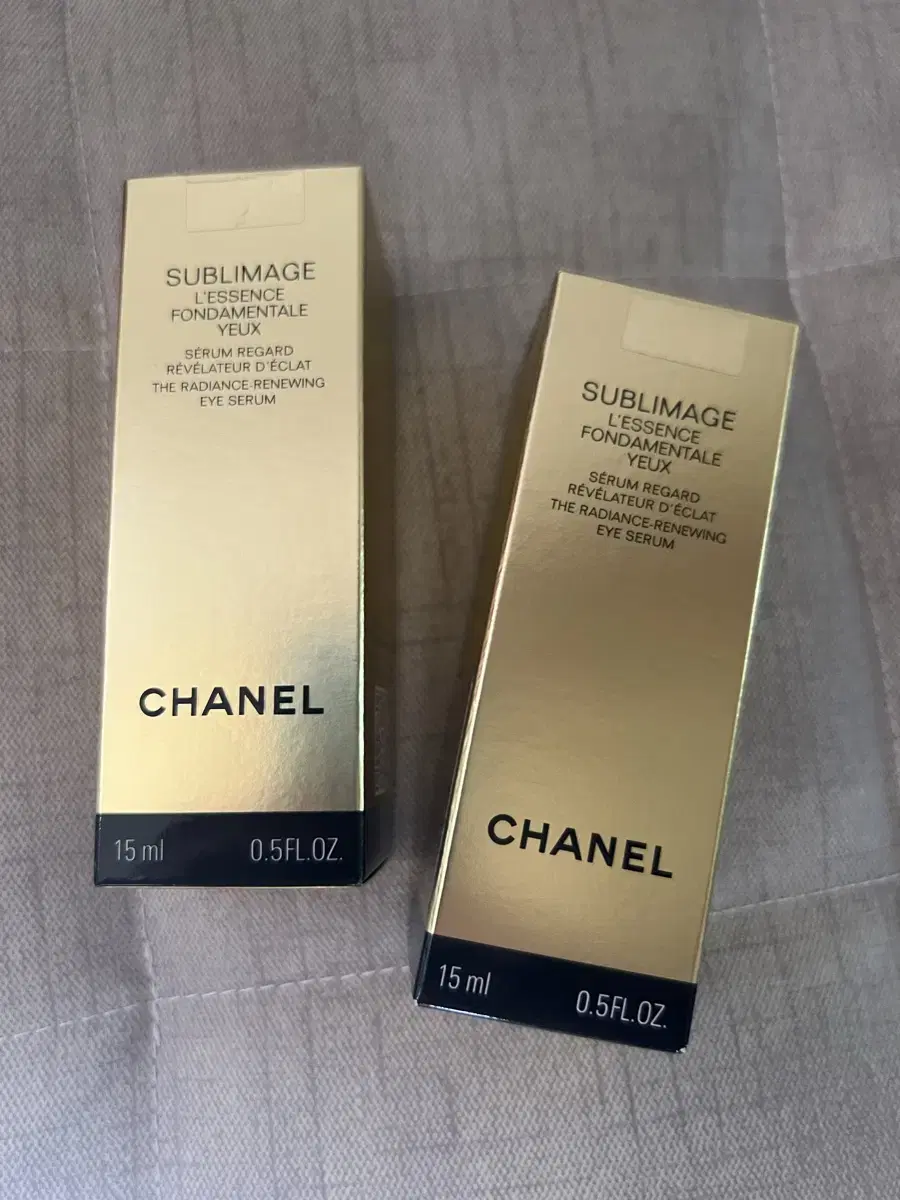 SUBLIMAGE
L'ESSENCE
FONDAMENTALE
YEUX
SÉRUM REGARD
RÉVÉLATEUR D'ÉCLAT
THE RADIANCE-RENEWING
EYE SERUM
CHANEL
15 ml 0.5FL.OZ.
SUBLIMAGE
L'ESSENCE
FONDAMENTALE
YEUX
SÉRUM REGARD
RÉVÉLATEUR D'ÉCLAT
THE RADIANCE-RENEWING
EYE SERUM
CHANEL
15 ml 0.5FL.OZ.